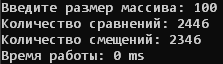 Введите размер массива: 100
Количество сравнений: 2446
Количество смещений: 2346
Время работы: 0 ms